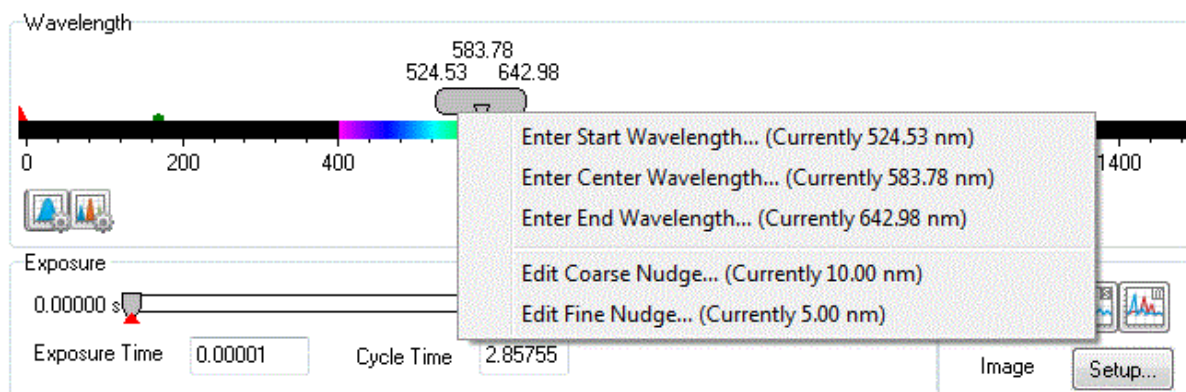 Wavelength
583.78
524.53 642.98
0 200 400 1400
Enter Start Wavelength... (Currently 524.53 nm)
Enter Center Wavelength... (Currently 583.78 nm)
Enter End Wavelength... (Currently 642.98 nm)
Edit Coarse Nudge... (Currently 10.00 nm)
Edit Fine Nudge... (Currently 5.00 nm)
Exposure
0.00000 s
Exposure Time 0.00001 Cycle Time 2.85755
Image Setup...